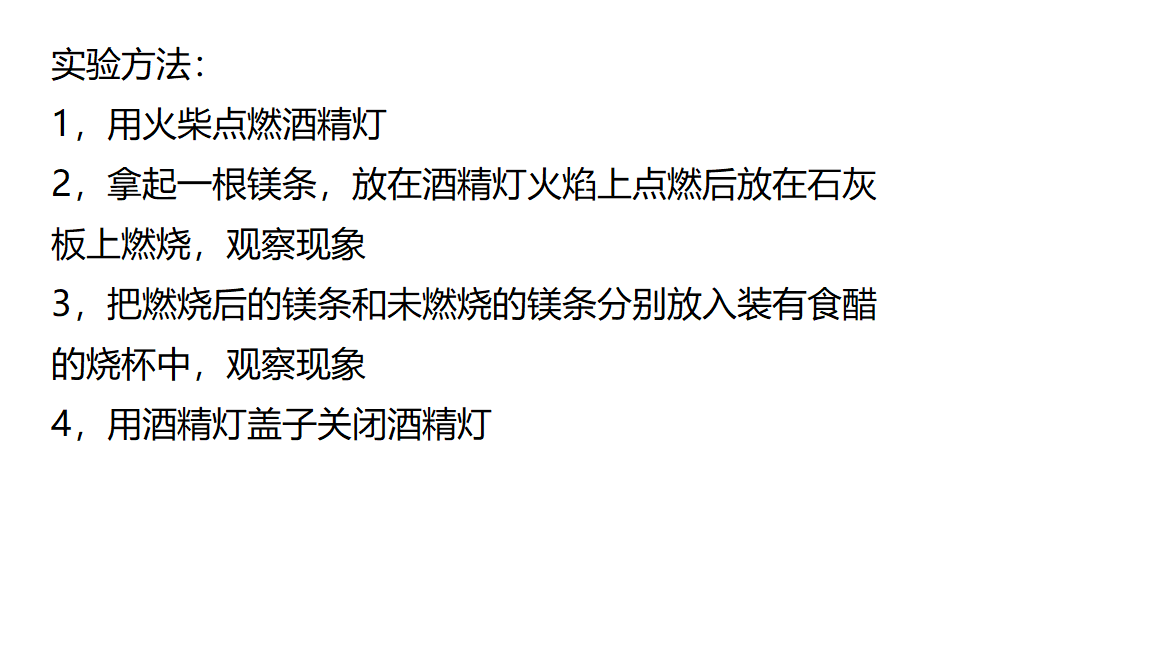 实验方法：
1，用火柴点燃酒精灯
2，拿起一根镁条，放在酒精灯火焰上点燃后放在石灰
板上燃烧，观察现象
3，把燃烧后的镁条和未燃烧的镁条分别放入装有食醋
的烧杯中，观察现象
4，用酒精灯盖子关闭酒精灯